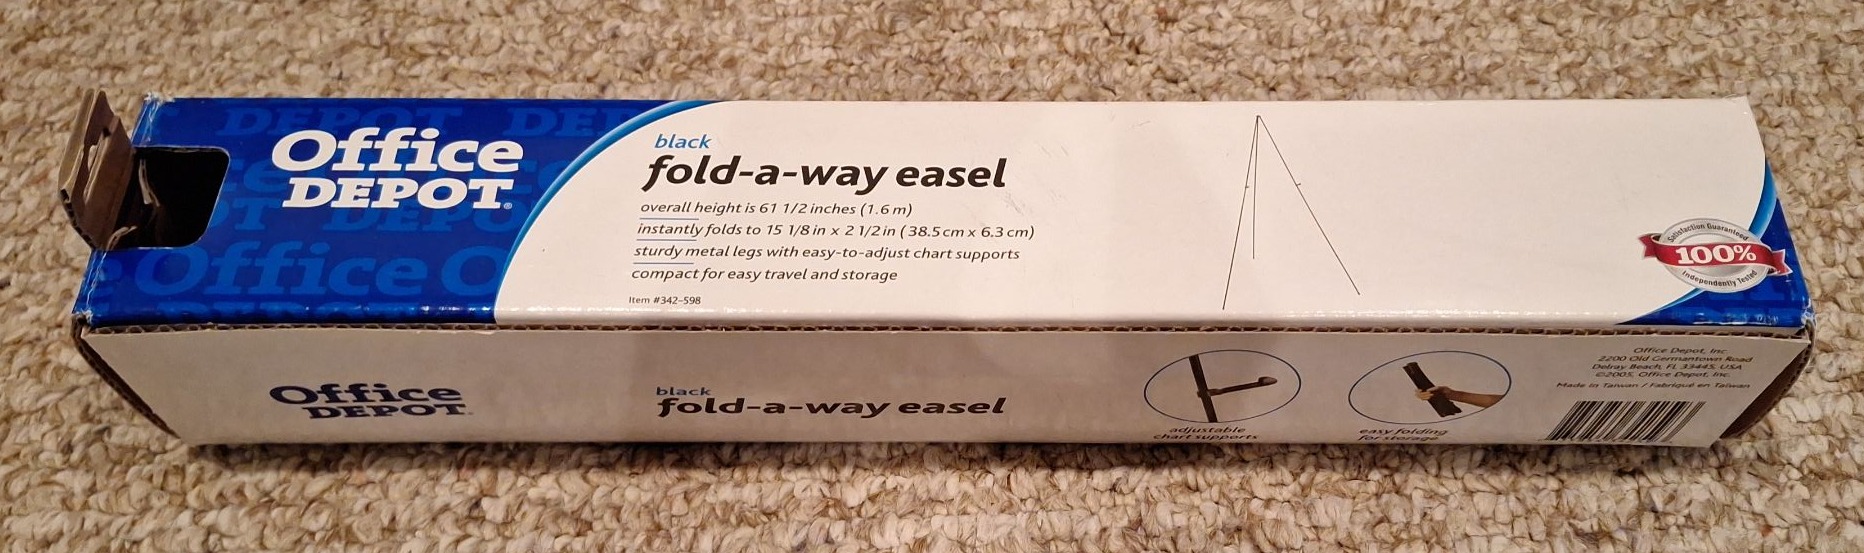 Office
DEPOT®
black
fold-a-way easel
overall height is 61 1/2 inches (1.6 m)
instantly folds to 15 1/8 in x 2 1/2 in (38.5 cm x 6.3 cm)
sturdy metal legs with easy-to-adjust chart supports
compact for easy travel and storage
Item #342-598
Satisfaction Guaranteed
100%
Independently Tested
Office
DEPOT
black
fold-a-way easel
adjustable
chart supports
easy folding
for storage
Office Depot, Inc.
2200 Old Germantown Road
Delray Beach, FL 33445, USA
©2005, Office Depot, Inc.
Made in Taiwan / Fabriqué en Taïwan